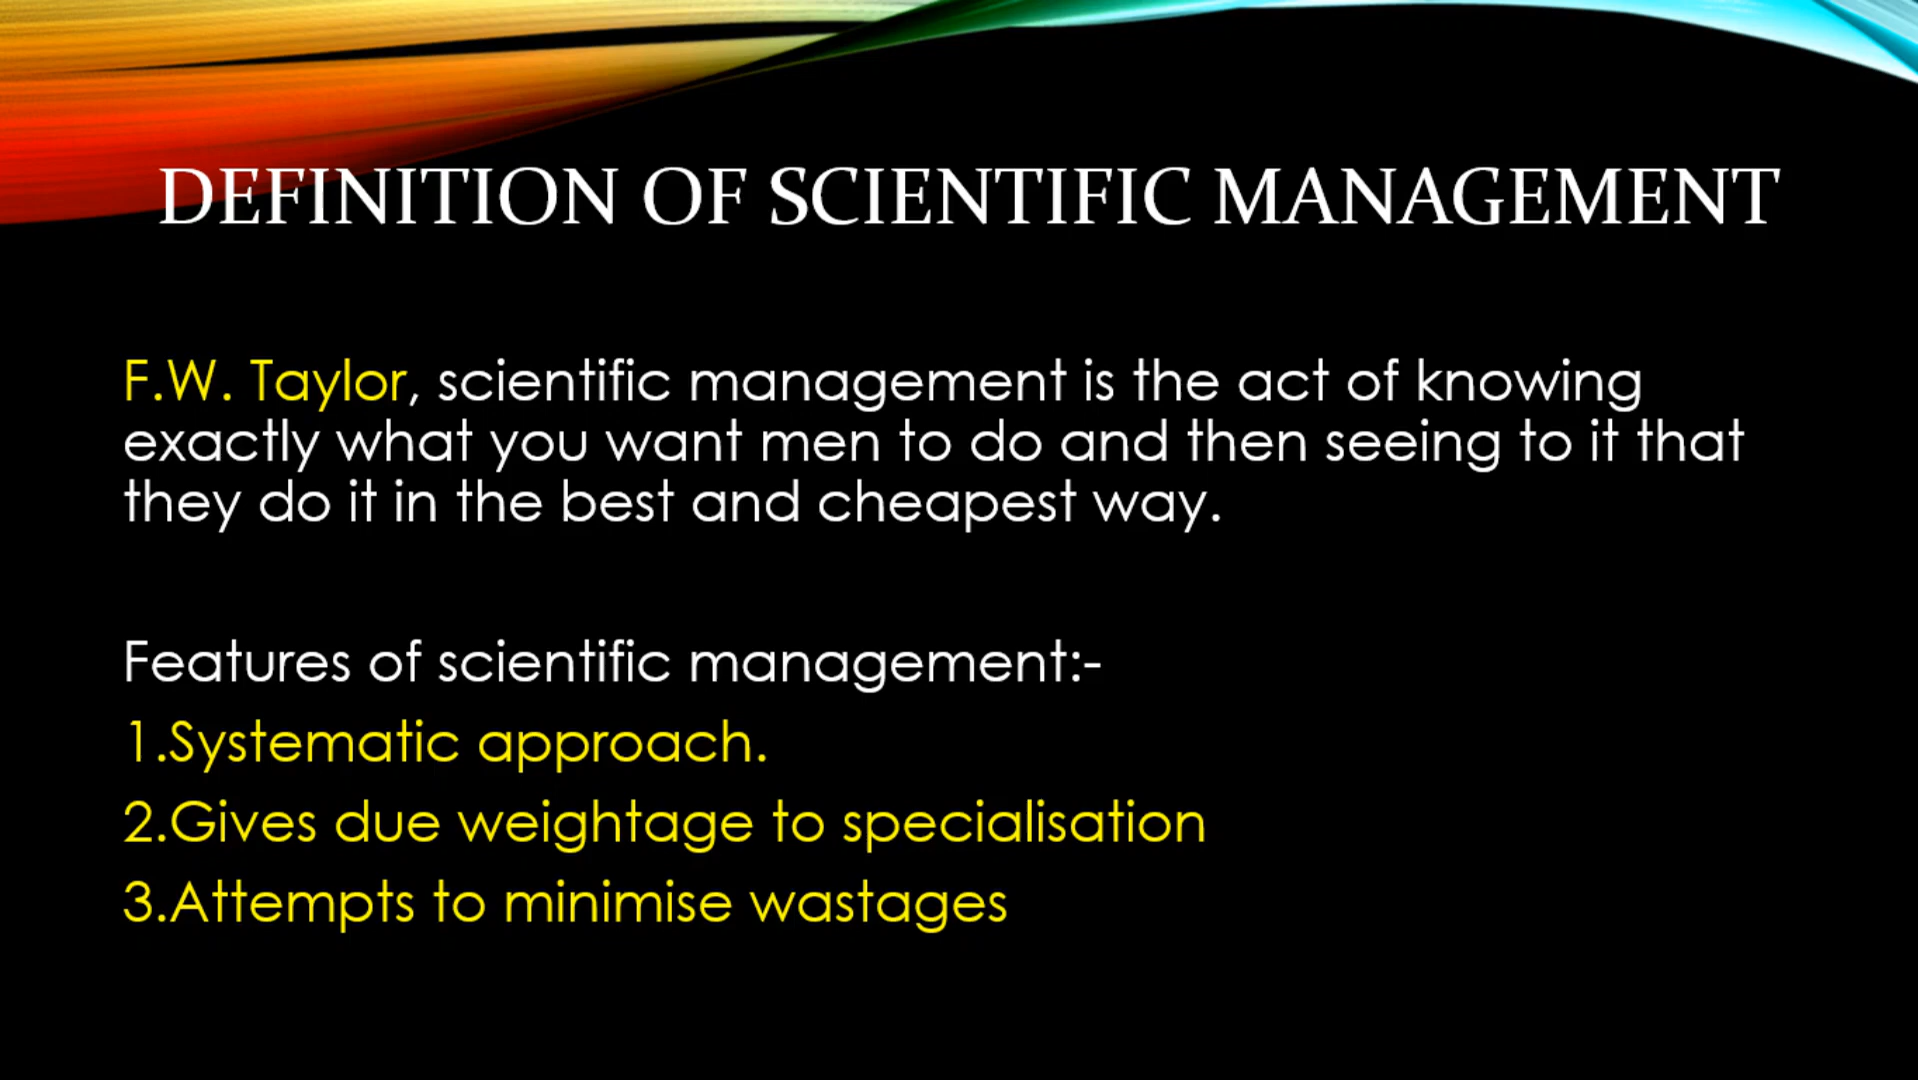 DEFINITION OF SCIENTIFIC MANAGEMENT
F.W. Taylor, scientific management is the act of knowing
exactly what you want men to do and then seeing to it that
they do it in the best and cheapest way.
Features of scientific management:-
1.Systematic approach.
2.Gives due weightage to specialisation
3.Attempts to minimise wastages